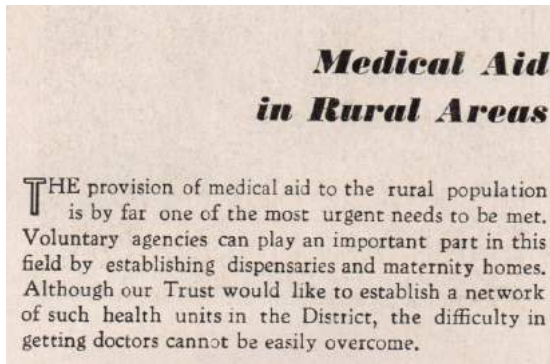 Medical Aid
in Rural Areas
THE provision of medical aid to the rural population
is by far one of the most urgent needs to be met.
Voluntary agencies can play an important part in this
field by establishing dispensaries and maternity homes.
Although our Trust would like to establish a network
of such health units in the District, the difficulty in
getting doctors cannot be easily overcome.